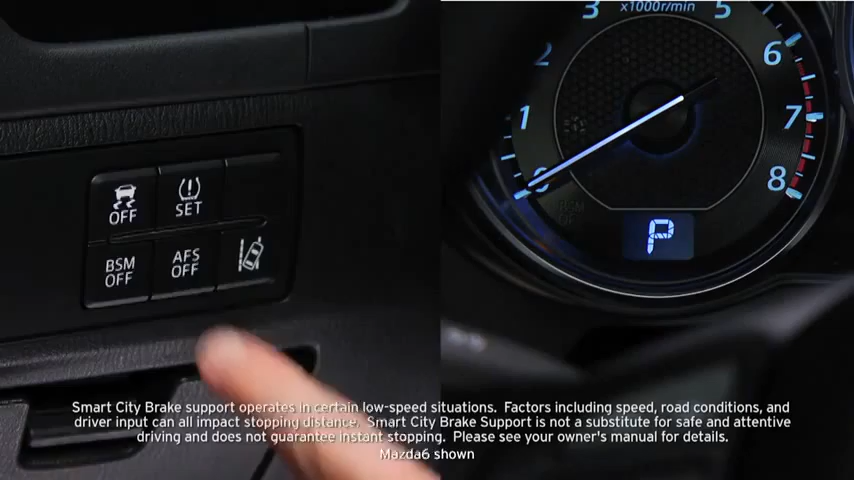 OFF
SET
BSM
OFF
AFS
OFF
3
x1000r/min
5
2
6
1
7
0
8
BSM
OFF
P
Smart City Brake support operates in certain low-speed situations. Factors including speed, road conditions, and
driver input can all impact stopping distance. Smart City Brake Support is not a substitute for safe and attentive
driving and does not guarantee instant stopping. Please see your owner's manual for details.
Mazda6 shown